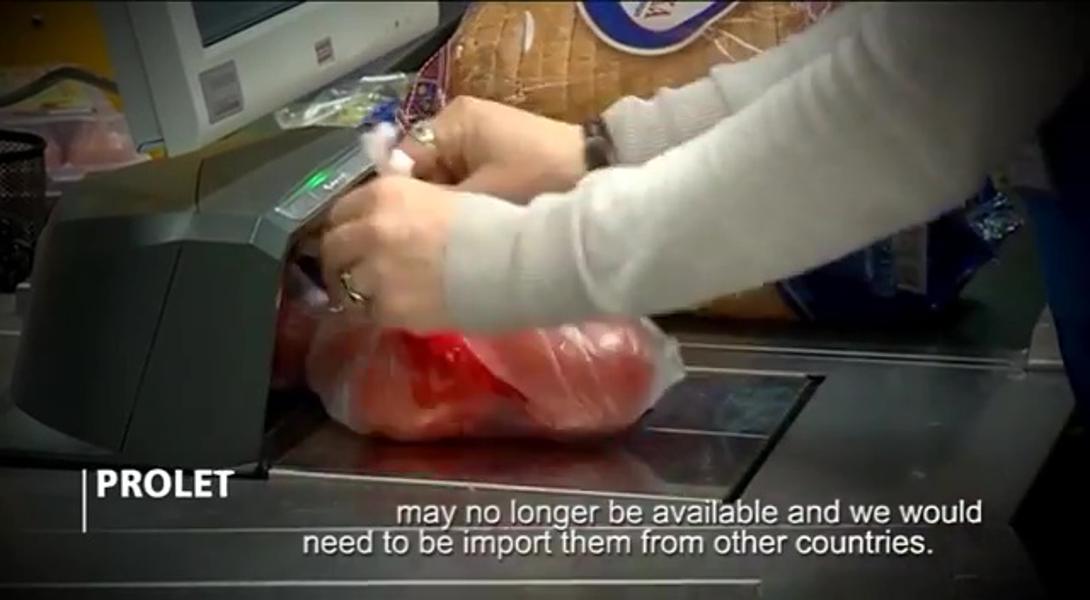 PROLET
may no longer be available and we would
need to be import them from other countries.